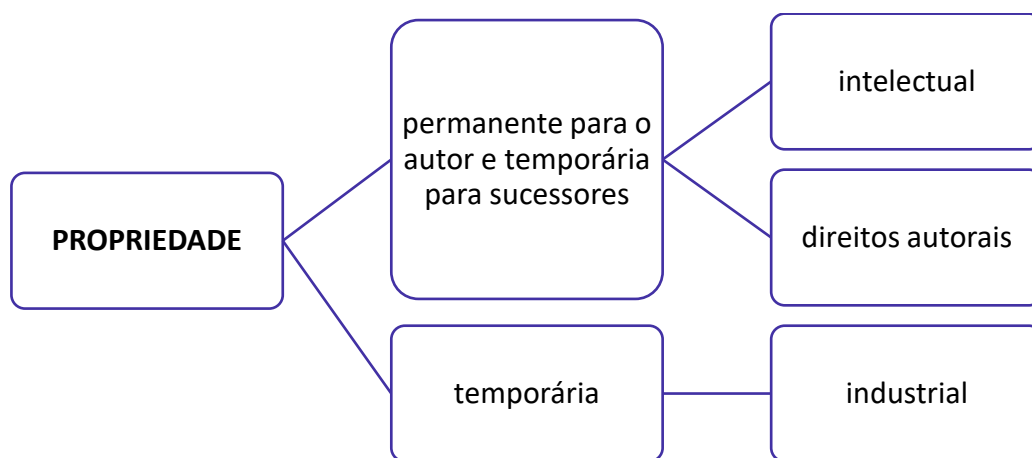 PROPRIEDADE
permanente para o
autor e temporária
para sucessores
intelectual
direitos autorais
temporária
industrial